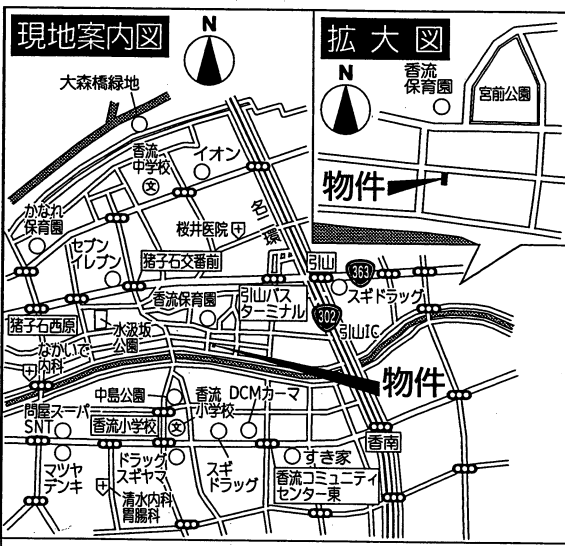 現地案内図
N
拡大図
N
香流
保育園
宮前公園
物件
大森橋緑地
香流
中学校
文
イオン
かなれ
保育園
桜井医院
名環
セブン
イレブン
猪子石交番前
引山
363
スギドラッグ
香流保育園
引山バス
ターミナル
302
引山IC
猪子石西原
水汲坂
公園
なかいで
内科
物件
中島公園
香流
小学校
DCMカーマ
問屋スーパー
SNT
香流小学校
文
香南
マツヤ
デンキ
ドラッグ
スギヤマ
スギ
ドラッグ
すき家
香流コミュニティ
センター東
清水内科
胃腸科